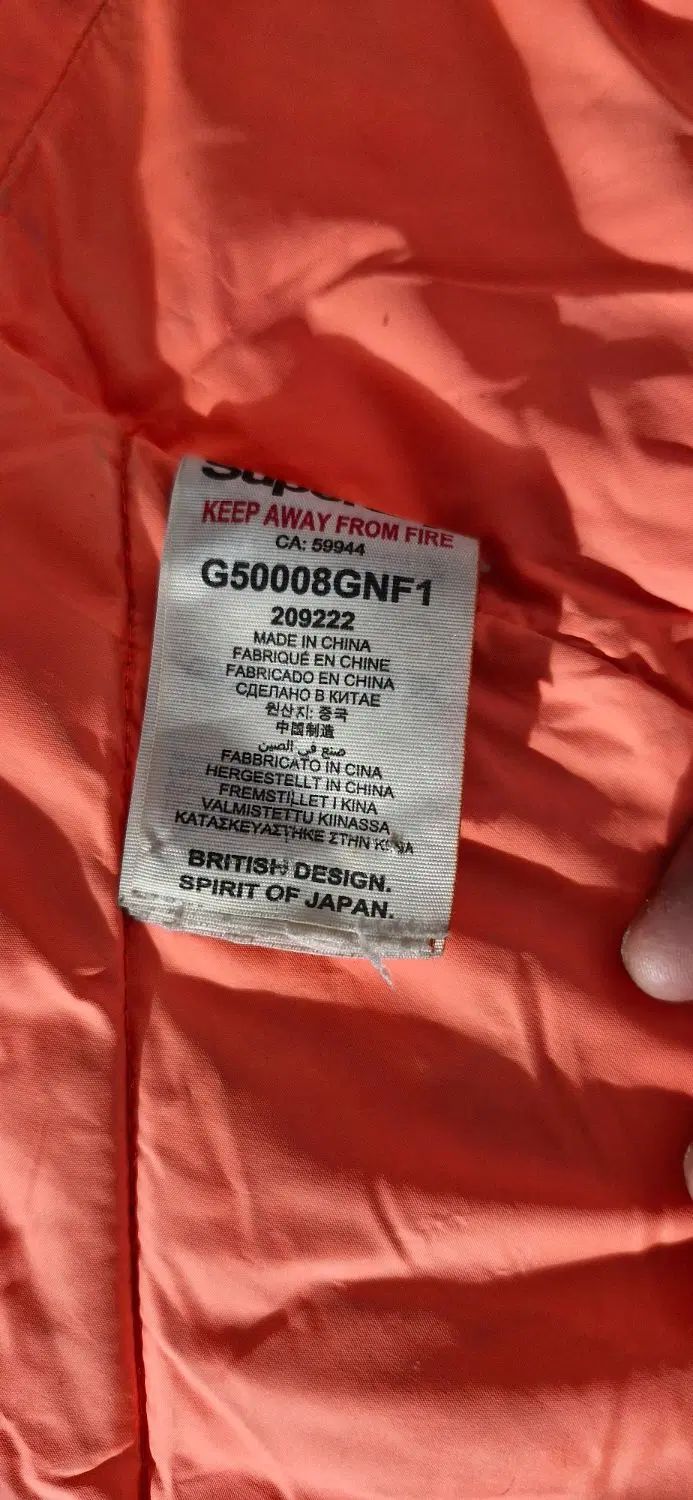 KEEP AWAY FROM FIRE
CA: 59944
G50008GNF1
209222
MADE IN CHINA
FABRIQUÉ EN CHINE
FABRICADO EN CHINA
СДЕЛАНО В КИТАЕ
원산지: 중국
中國制造
صنع في الصين
FABBRICATO IN CINA
HERGESTELLT IN CHINA
FREMSTILLET I KINA
VALMISTETTU KIINASSA
ΚΑΤΑΣΚΕΥΑΣΤΗΚΕ ΣΤΗΝ
BRITISH DESIGN.
SPIRIT OF JAPAN.